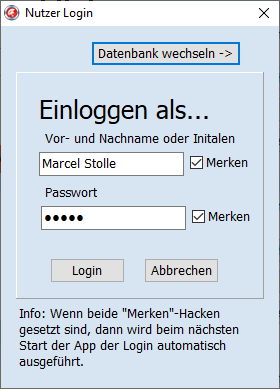 Nutzer Login
Datenbank wechseln ->
Einloggen als...
Vor- und Nachname oder Initalen
Marcel Stolle
Merken
Passwort
●●●●●
Merken
Login
Abbrechen
Info: Wenn beide "Merken"-Hacken
gesetzt sind, dann wird beim nächsten
Start der App der Login automatisch
ausgeführt.